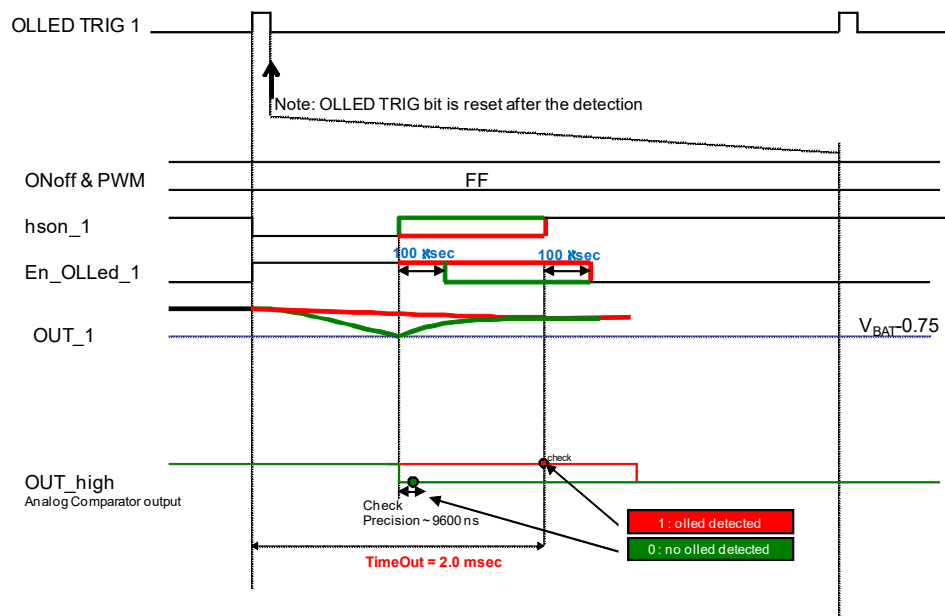 OLLED TRIG 1
Note: OLLED TRIG bit is reset after the detection
ONoff & PWM
FF
hson_1
100 µsec
100 µsec
En_OLLed_1
OUT_1
VBAT-0.75
check
OUT_high
Analog Comparator output
Check
Precision ~ 9600 ns
1 : olled detected
0 : no olled detected
TimeOut = 2.0 msec